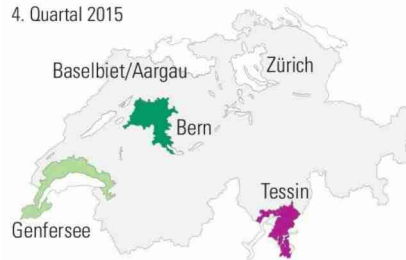 4. Quartal 2015
Baselbiet/Aargau
Zürich
Bern
Tessin
Genfersee